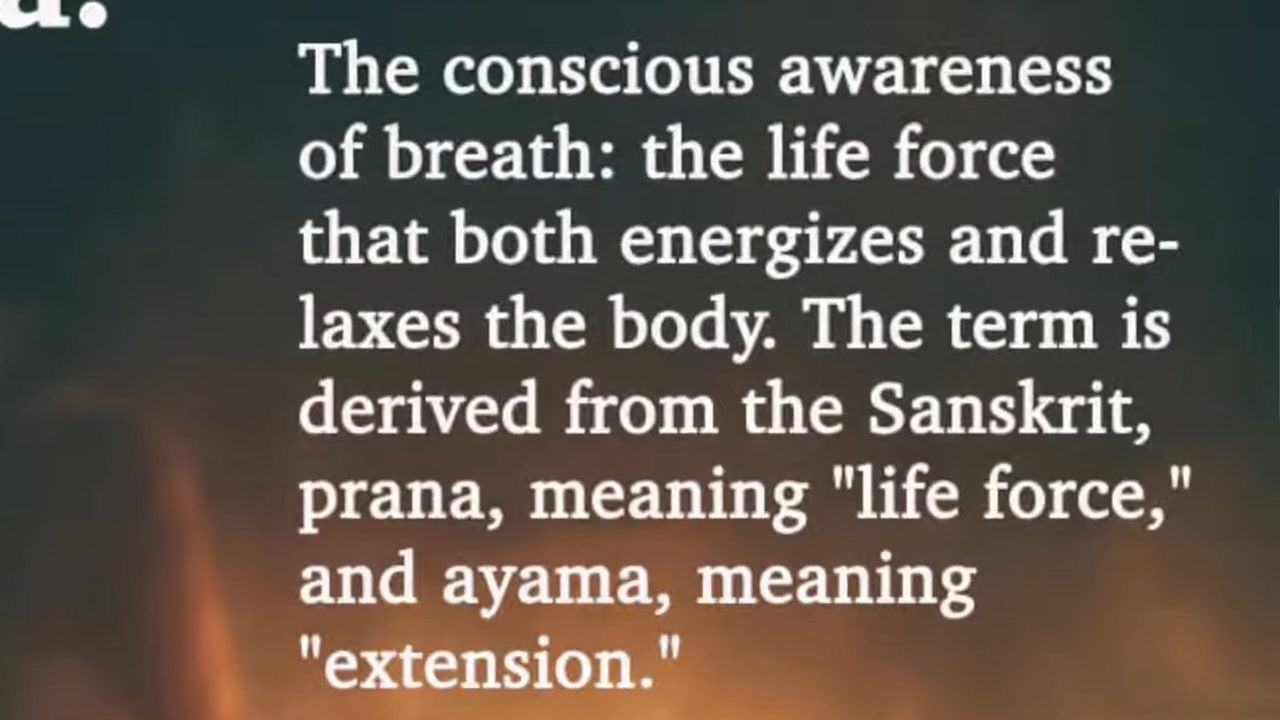 a.
The conscious awareness
of breath: the life force
that both energizes and re-
laxes the body. The term is
derived from the Sanskrit,
prana, meaning "life force,"
and ayama, meaning
"extension."